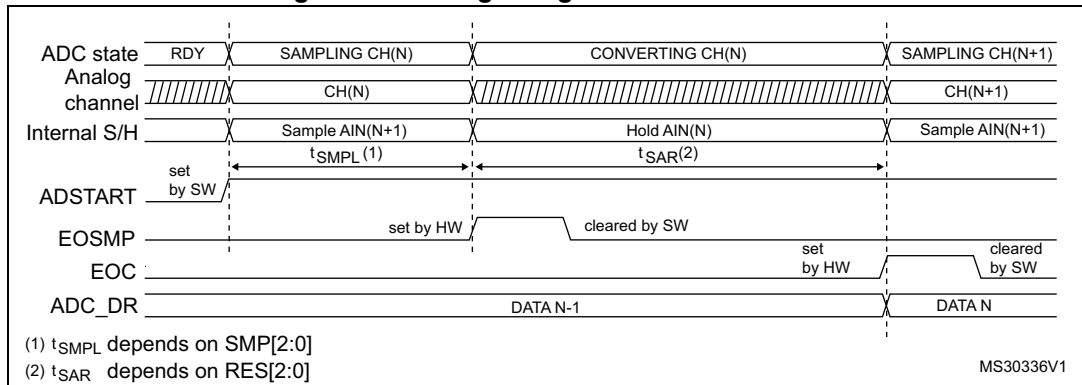 ADC state RDY SAMPLING CH(N) CONVERTING CH(N) SAMPLING CH(N+1)
Analog channel CH(N) CH(N+1)
Internal S/H Sample AIN(N+1) Hold AIN(N) Sample AIN(N+1)
tSMPL(1) tSAR(2)
ADSTART set by SW
EOSMP set by HW cleared by SW
EOC set by HW cleared by SW
ADC_DR DATA N-1 DATA N
(1) tSMPL depends on SMP[2:0]
(2) tSAR depends on RES[2:0]
MS30336V1